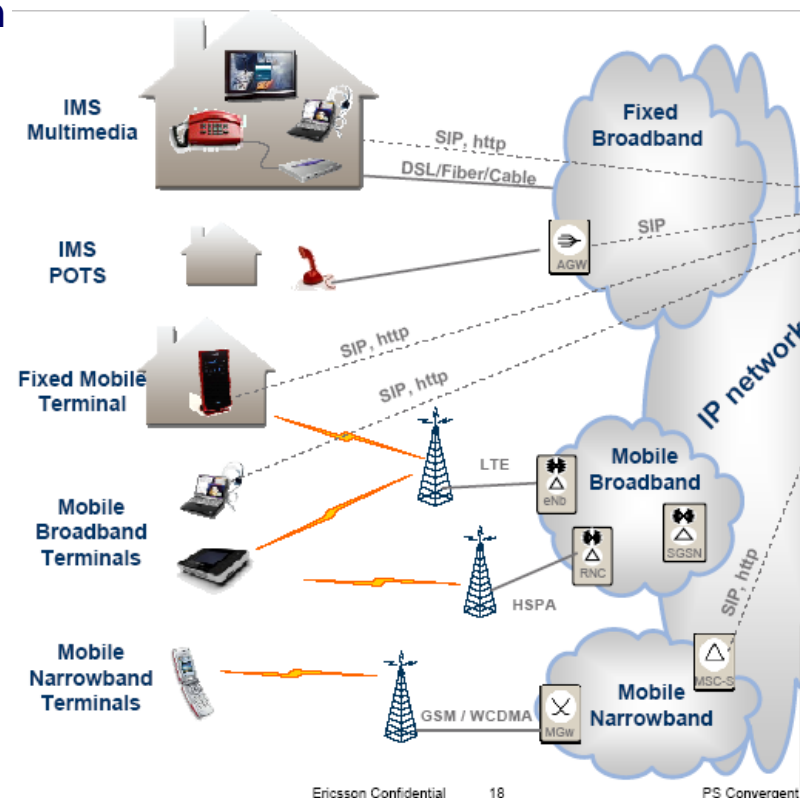 n
IMS
Multimedia
SIP, http
DSL/Fiber/Cable
Fixed
Broadband
IMS
POTS
AGW
SIP
Fixed Mobile
Terminal
SIP, http
SIP, http
IP network
Mobile
Broadband
Terminals
LTE
eNb
Mobile
Broadband
RNC
SGSN
HSPA
SIP, http
Mobile
Narrowband
Terminals
GSM / WCDMA
MGw
MSC-S
Mobile
Narrowband
Ericsson Confidential
18
PS Convergent